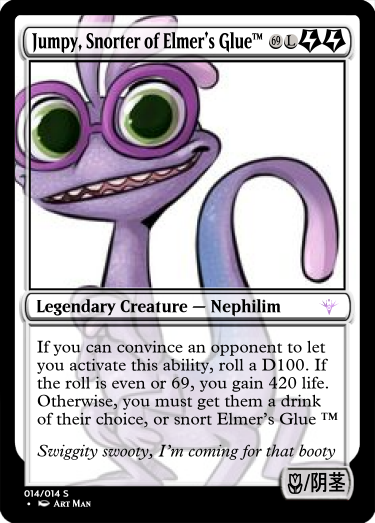 Jumpy, Snorter of Elmer's Glue™ 69 L
Legendary Creature — Nephilim
If you can convince an opponent to let
you activate this ability, roll a D100. If
the roll is even or 69, you gain 420 life.
Otherwise, you must get them a drink
of their choice, or snort Elmer's Glue ™
Swiggity swooty, I'm coming for that booty
/阴茎
014/014 S
• Art Man